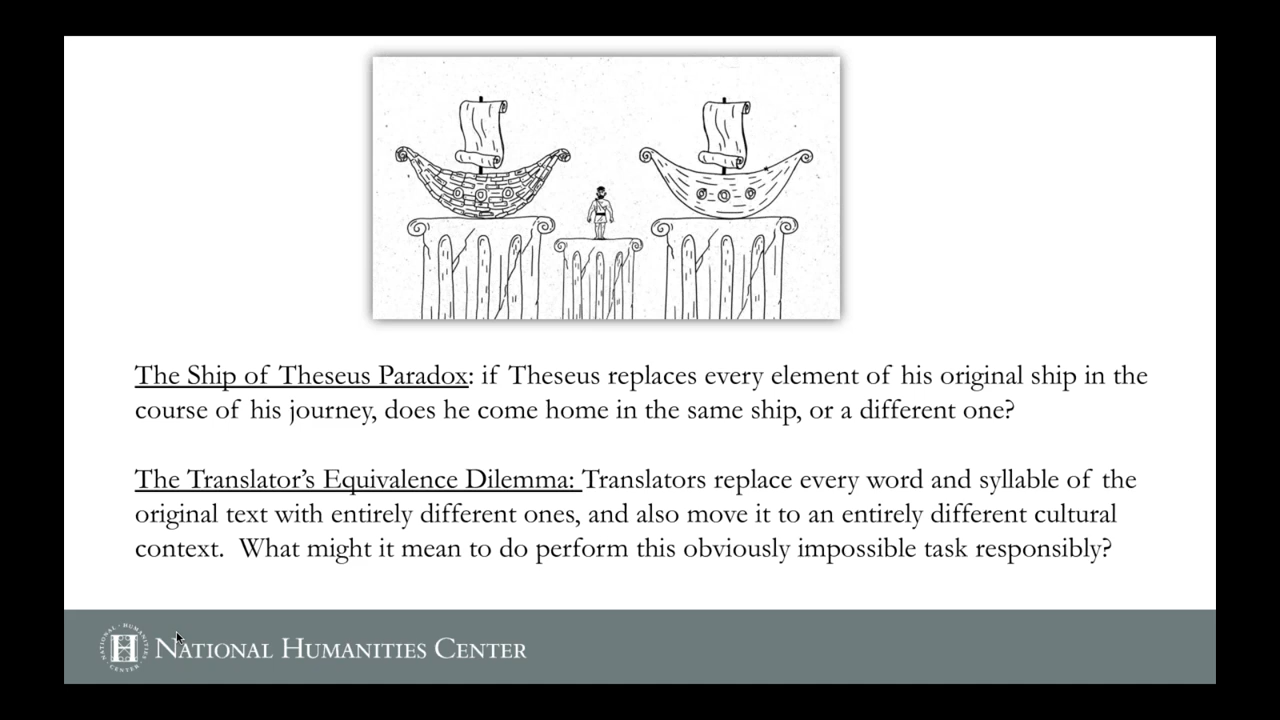 The Ship of Theseus Paradox: if Theseus replaces every element of his original ship in the
course of his journey, does he come home in the same ship, or a different one?
The Translator's Equivalence Dilemma: Translators replace every word and syllable of the
original text with entirely different ones, and also move it to an entirely different cultural
context.  What might it mean to do perform this obviously impossible task responsibly?
NATIONAL HUMANITIES CENTER
NATIONAL HUMANITIES CENTER